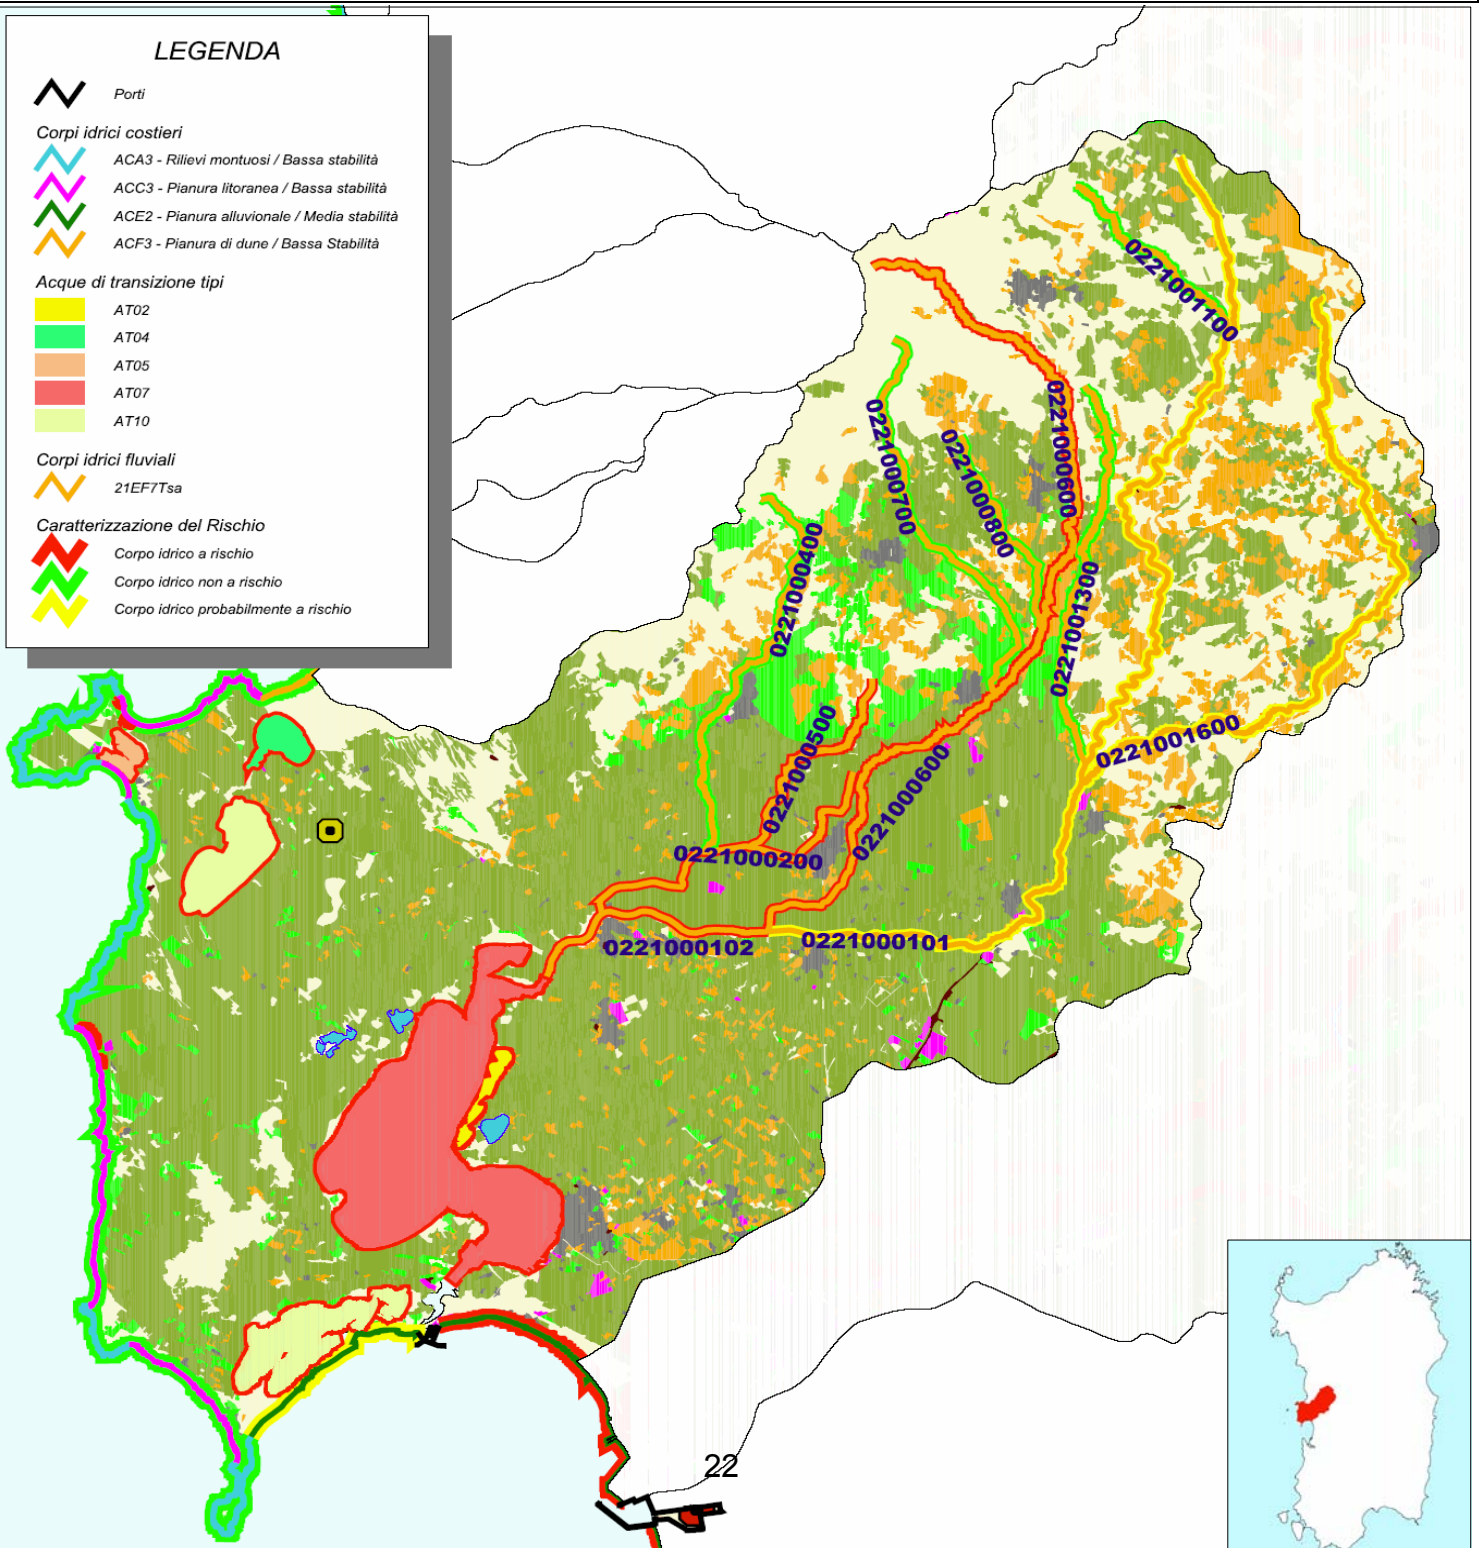 LEGENDA
Porti
Corpi idrici costieri
ACA3 - Rilievi montuosi / Bassa stabilità
ACC3 - Pianura litoranea / Bassa stabilità
ACE2 - Pianura alluvionale / Media stabilità
ACF3 - Pianura di dune / Bassa Stabilità
Acque di transizione tipi
AT02
AT04
AT05
AT07
AT10
Corpi idrici fluviali
21EF7Tsa
Caratterizzazione del Rischio
Corpo idrico a rischio
Corpo idrico non a rischio
Corpo idrico probabilmente a rischio
0221001100
0221000600
0221000700
0221000800
0221000400
0221001300
0221000500
0221001600
0221000600
0221000200
0221000102
0221000101
22